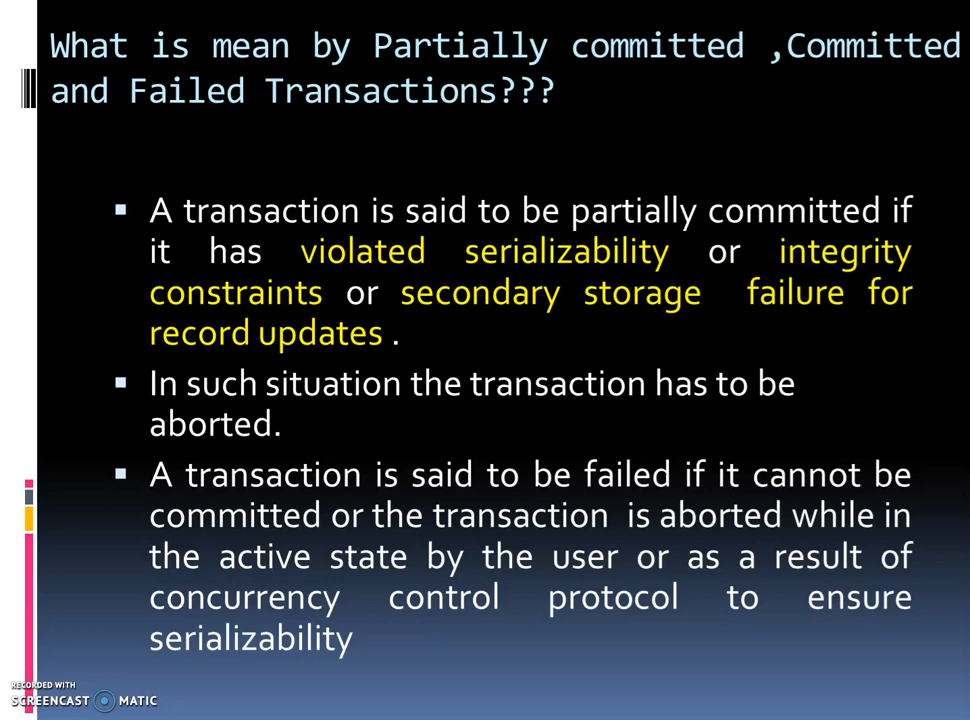 What is mean by Partially committed ,Committed
and Failed Transactions???
▪ A transaction is said to be partially committed if
it has violated serializability or integrity
constraints or secondary storage failure for
record updates .
▪ In such situation the transaction has to be
aborted.
▪ A transaction is said to be failed if it cannot be
committed or the transaction is aborted while in
the active state by the user or as a result of
concurrency control protocol to ensure
serializability
RECORDED WITH
SCREENCAST MATIC